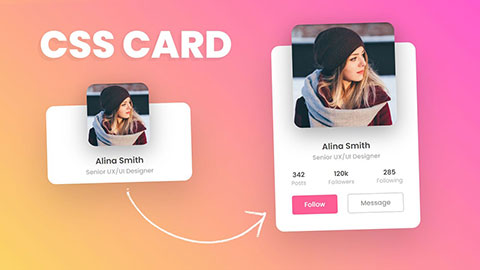 CSS CARD
Alina Smith
Senior UX/UI Designer
Alina Smith
Senior UX/UI Designer
342 120k 285
Posts Followers Following
Follow Message